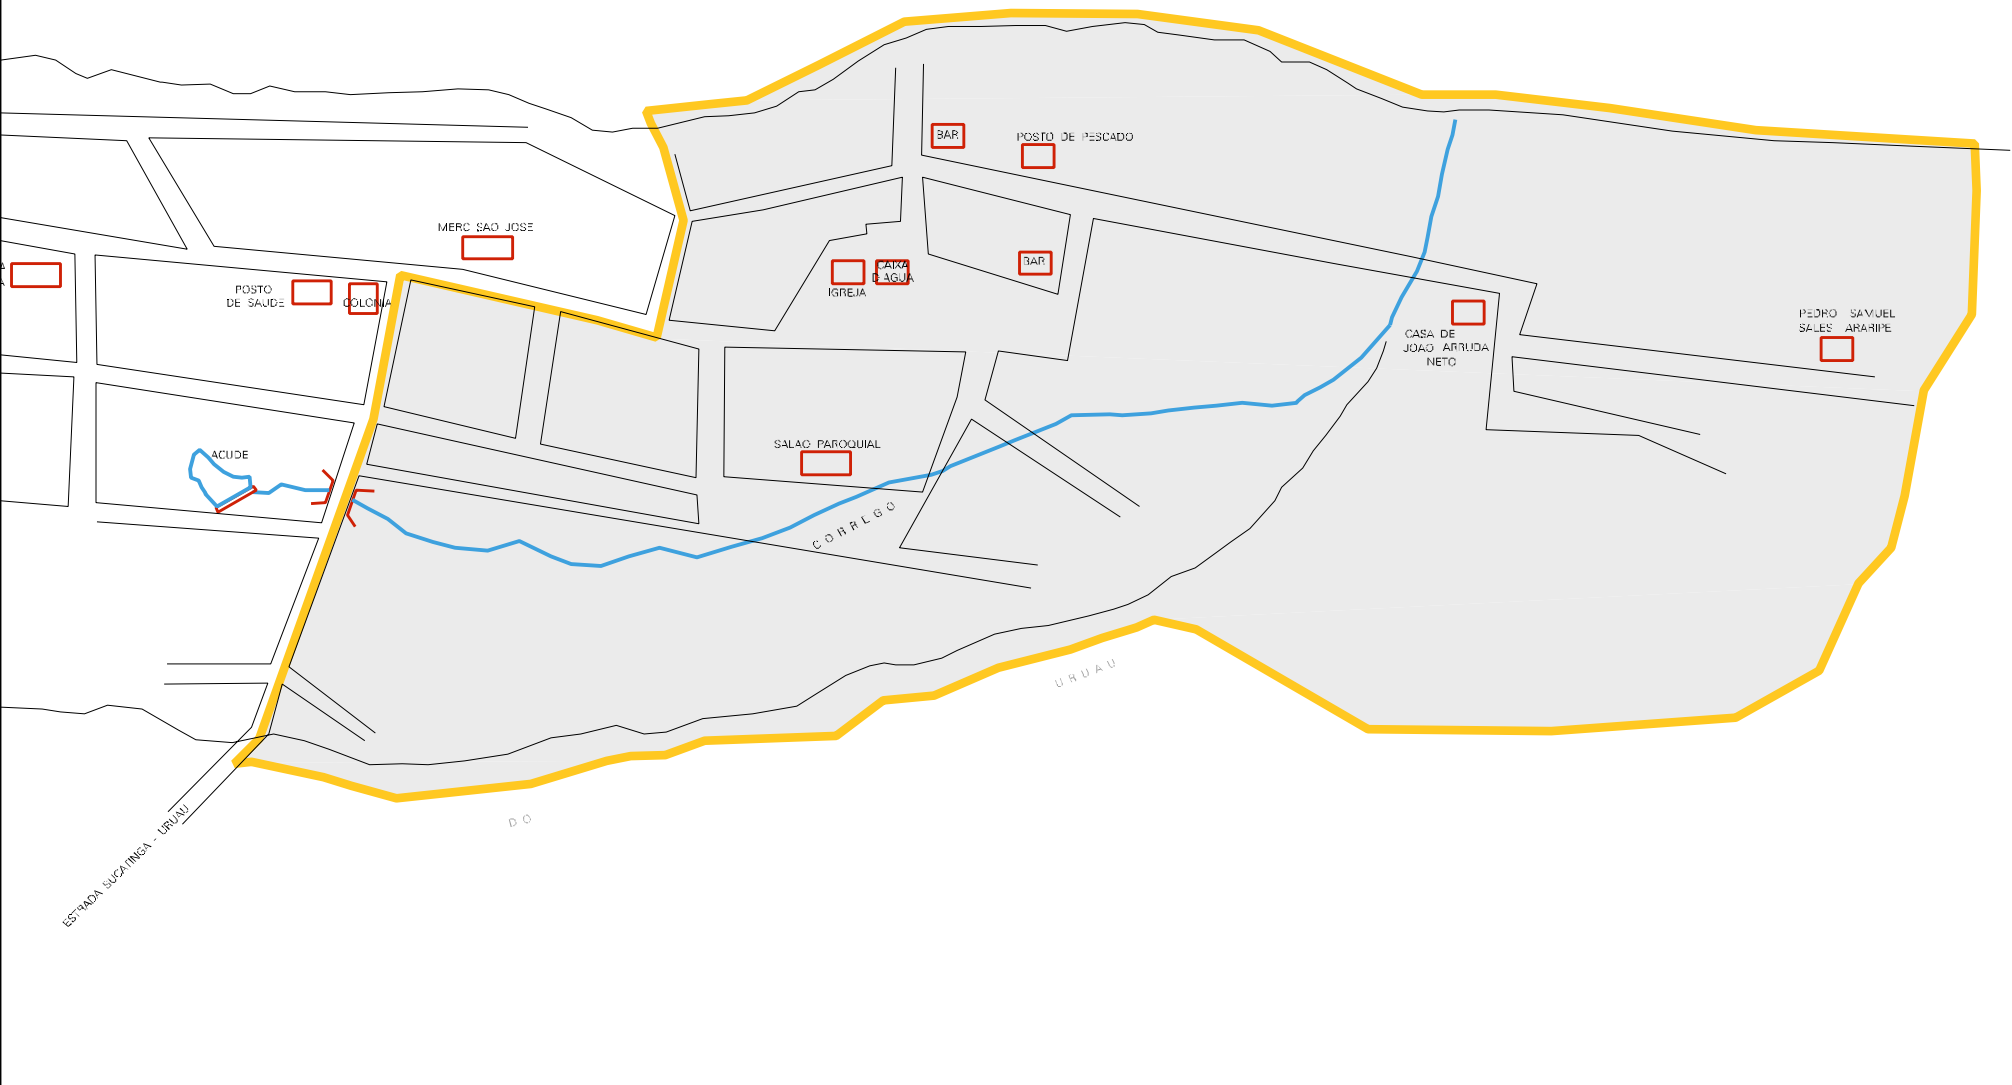 BAR
POSTO DE PESCADO
MERC SAO JOSE
A
A
POSTO
DE SAUDE
COLONIA
CAIXA
D'AGUA
IGREJA
BAR
CASA DE
JOAO ARRUDA
NETO
PEDRO SAMUEL
SALES ARARIPE
SALAO PAROQUIAL
ACUDE
CORREGO
URUAU
DO
ESTRADA SUCATINGA - URUAU